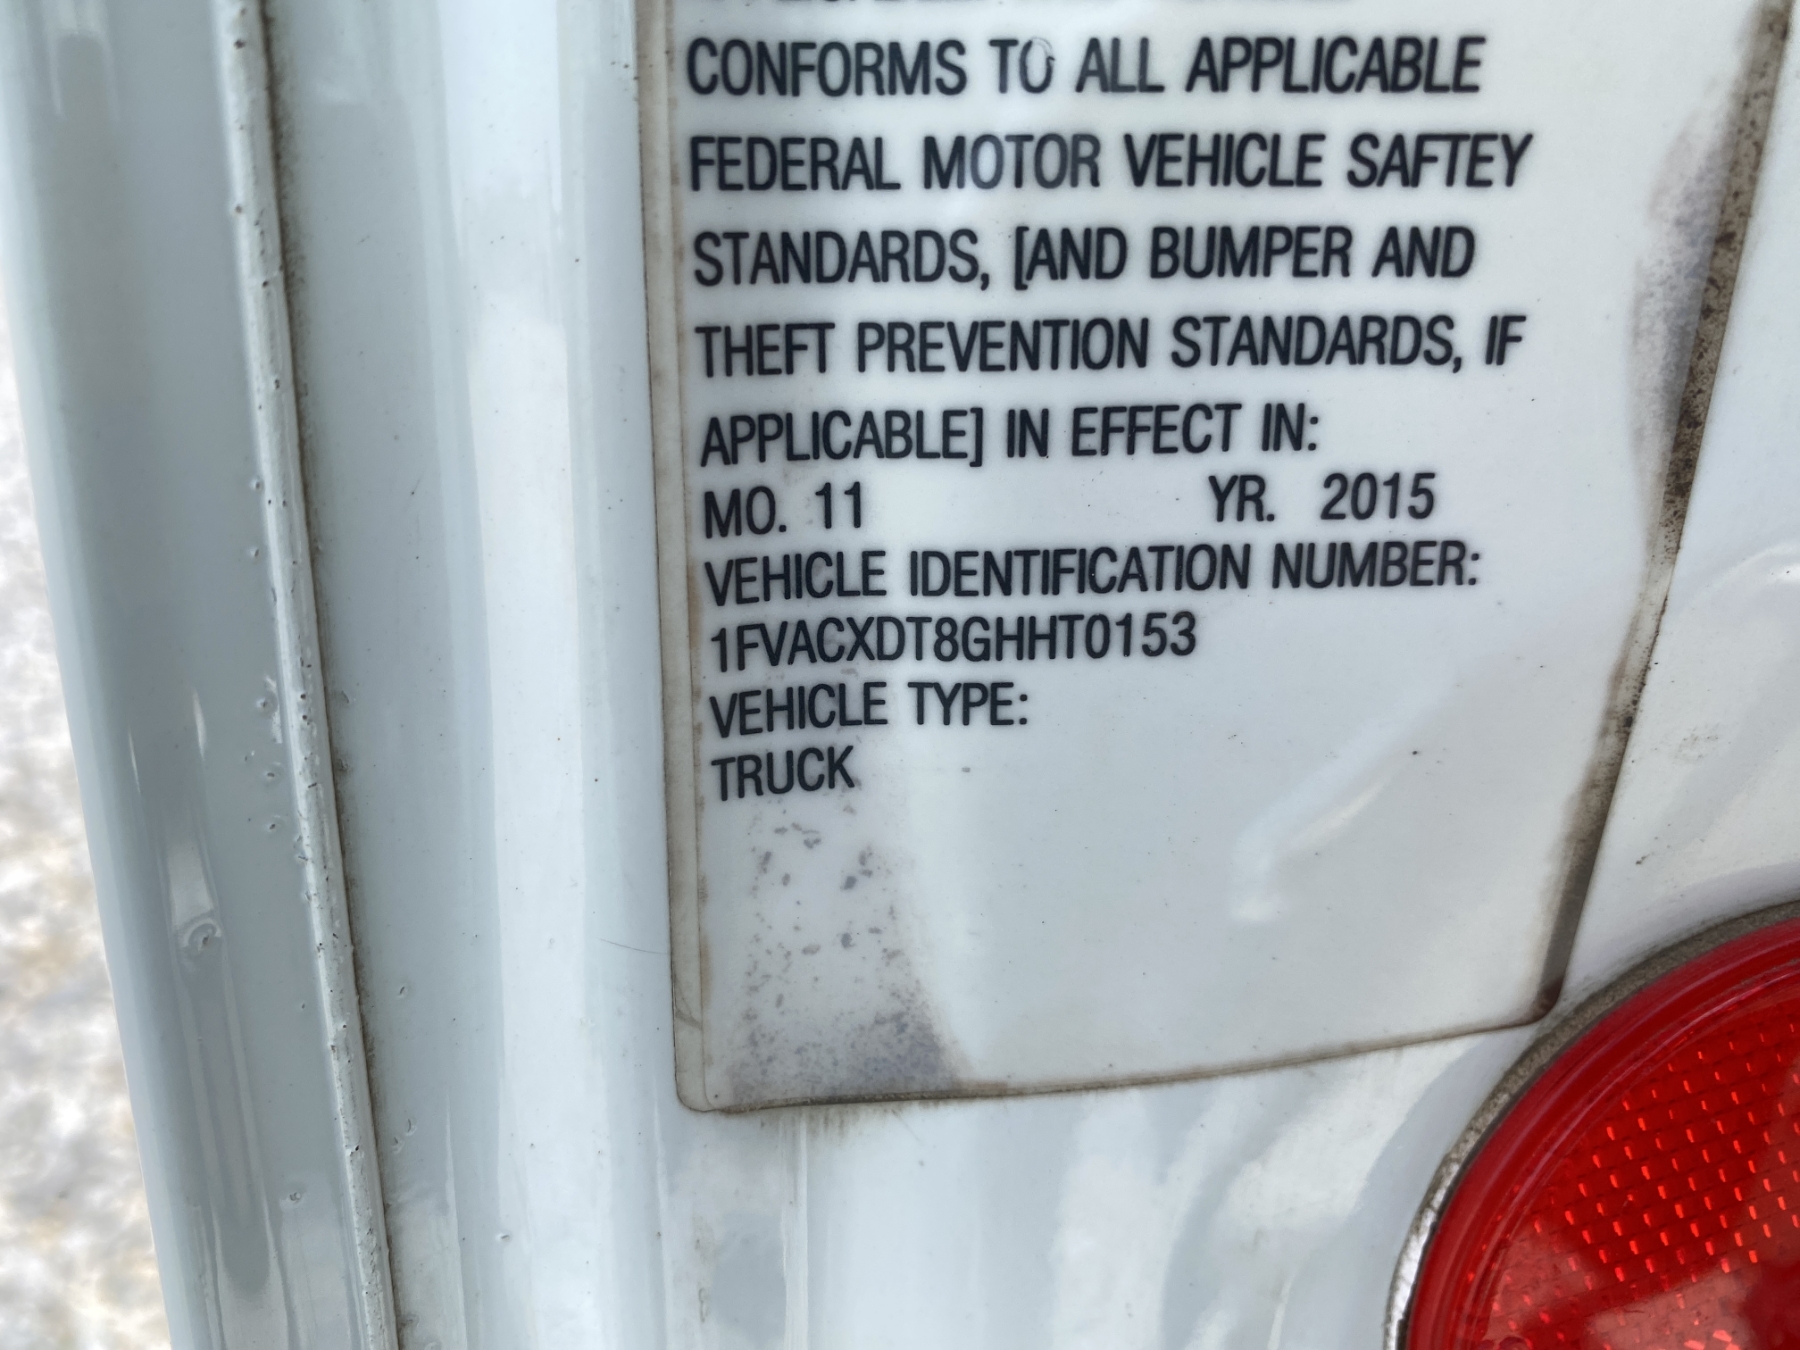 CONFORMS TO ALL APPLICABLE
FEDERAL MOTOR VEHICLE SAFTEY
STANDARDS, [AND BUMPER AND
THEFT PREVENTION STANDARDS, IF
APPLICABLE] IN EFFECT IN:
MO. 11 YR. 2015
VEHICLE IDENTIFICATION NUMBER:
1FVACXDT8GHHT0153
VEHICLE TYPE:
TRUCK